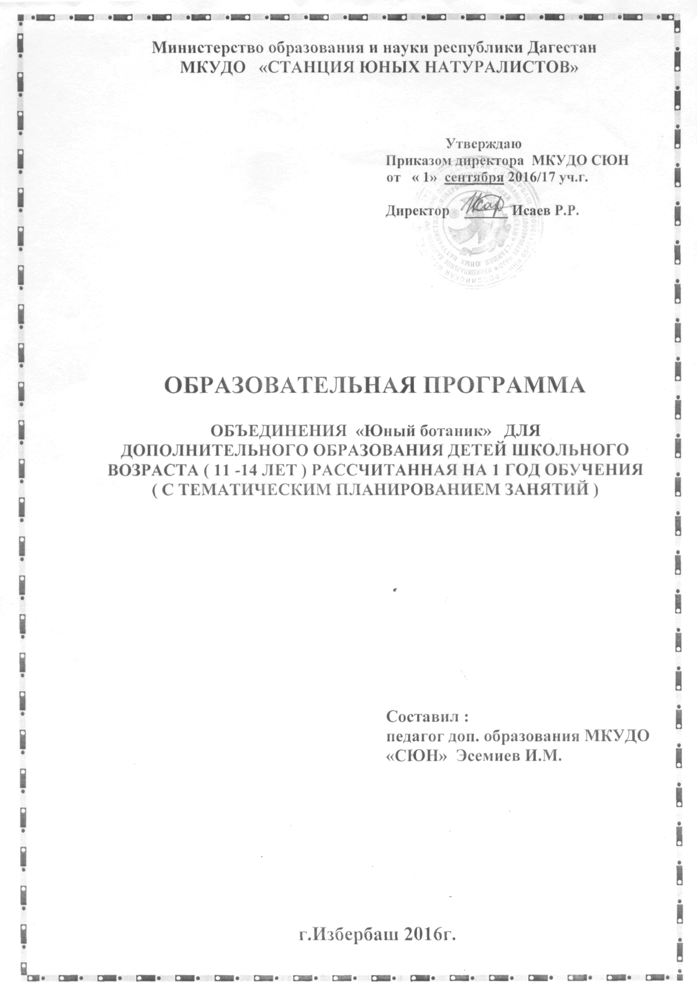 Министерство образования и науки республики Дагестан
МКУДО «СТАНЦИЯ ЮНЫХ НАТУРАЛИСТОВ»
Утверждаю
Приказом директора МКУДО СЮН
от « 1» сентября 2016/17 уч.г.
Директор Исаев Р.Р.
ОБРАЗОВАТЕЛЬНАЯ ПРОГРАММА
ОБЪЕДИНЕНИЯ «Юный ботаник» ДЛЯ
ДОПОЛНИТЕЛЬНОГО ОБРАЗОВАНИЯ ДЕТЕЙ ШКОЛЬНОГО
ВОЗРАСТА ( 11 -14 ЛЕТ ) РАССЧИТАННАЯ НА 1 ГОД ОБУЧЕНИЯ
( С ТЕМАТИЧЕСКИМ ПЛАНИРОВАНИЕМ ЗАНЯТИЙ )
Составил :
педагог доп. образования МКУДО
«СЮН» Эсемиев И.М.
г.Избербаш 2016г.